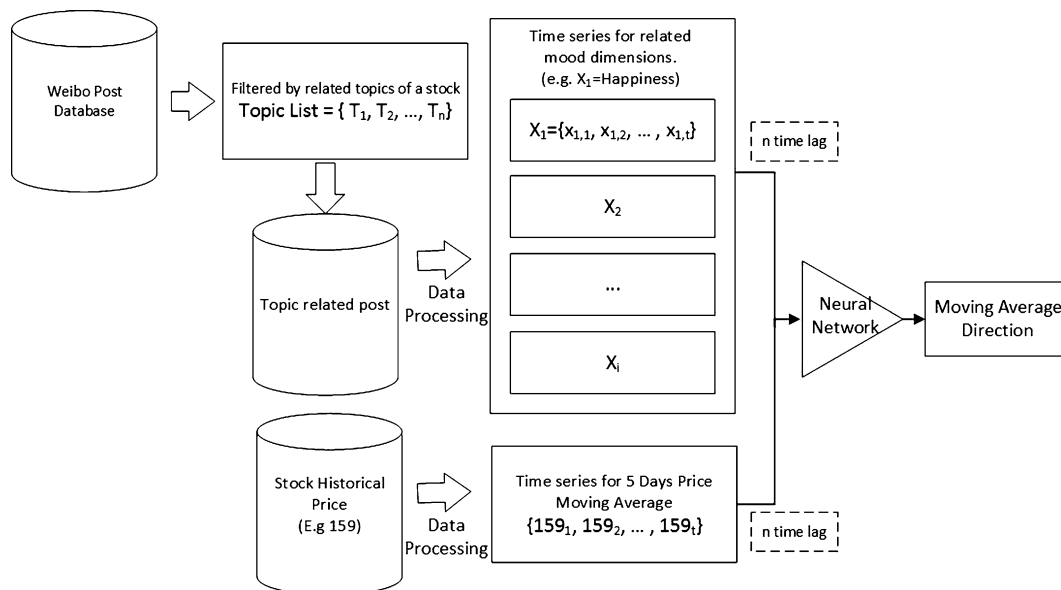 Weibo Post
Database
Filtered by related topics of a stock
Topic List = { T₁, T₂, ..., Tₙ}
Topic related post
Data
Processing
Time series for related
mood dimensions.
(e.g. X₁=Happiness)
X₁={x₁,₁, x₁,₂, ... , x₁,ₜ}
X₂
...
Xᵢ
n time lag
Stock Historical
Price
(E.g 159)
Data
Processing
Time series for 5 Days Price
Moving Average
{159₁, 159₂, ... , 159ₜ}
n time lag
Neural
Network
Moving Average
Direction